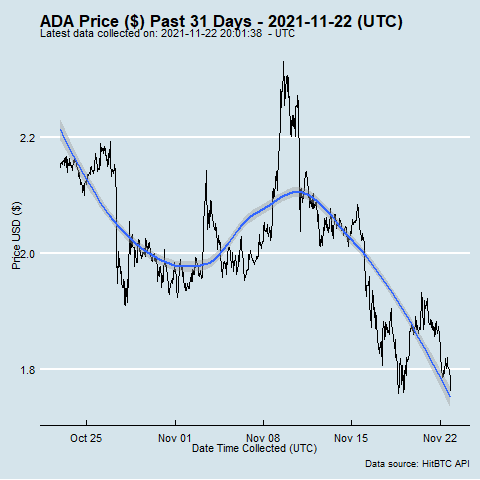 ADA Price ($) Past 31 Days - 2021-11-22 (UTC)
Latest data collected on: 2021-11-22 20:01:38 - UTC
Price USD ($)
2.2
2.0
1.8
Oct 25 Nov 01 Nov 08 Nov 15 Nov 22
Date Time Collected (UTC)
Data source: HitBTC API